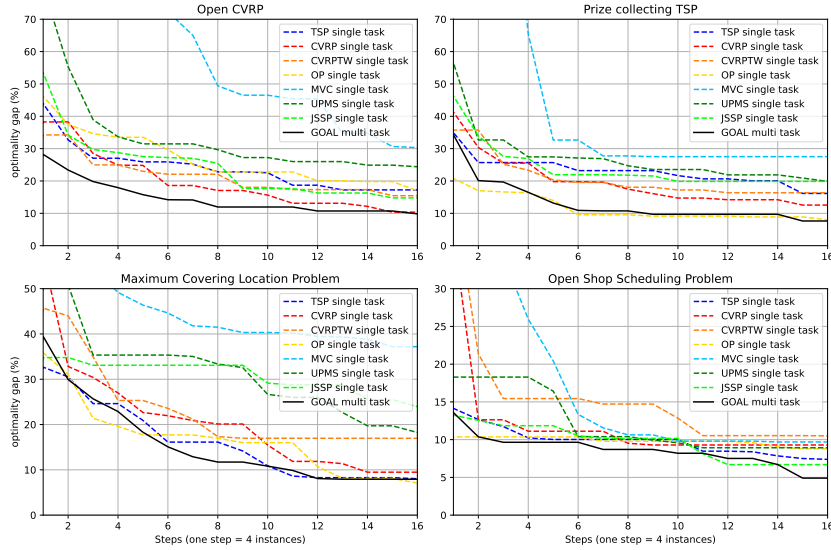 Open CVRP
optimality gap (%)
70
60
50
40
30
20
10
0
2 4 6 8 10 12 14 16
TSP single task
CVRP single task
CVRPTW single task
OP single task
MVC single task
UPMS single task
JSSP single task
GOAL multi task
Prize collecting TSP
70
60
50
40
30
20
10
0
2 4 6 8 10 12 14 16
TSP single task
CVRP single task
CVRPTW single task
OP single task
MVC single task
UPMS single task
JSSP single task
GOAL multi task
Maximum Covering Location Problem
optimality gap (%)
50
40
30
20
10
0
2 4 6 8 10 12 14 16
Steps (one step = 4 instances)
TSP single task
CVRP single task
CVRPTW single task
OP single task
MVC single task
UPMS single task
JSSP single task
GOAL multi task
Open Shop Scheduling Problem
30
25
20
15
10
5
0
2 4 6 8 10 12 14 16
Steps (one step = 4 instances)
TSP single task
CVRP single task
CVRPTW single task
OP single task
MVC single task
UPMS single task
JSSP single task
GOAL multi task